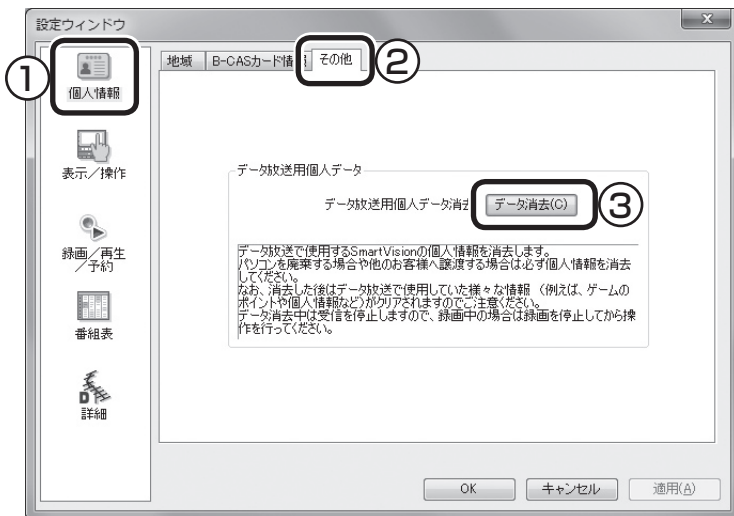 設定ウィンドウ
x
①
個人情報
表示/操作
録画/再生
/予約
番組表
詳細
地域
B-CASカード情
その他
②
データ放送用個人データ
データ放送用個人データ消
データ消去(C)
③
データ放送で使用するSmartVisionの個人情報を消去します。
パソコンを廃棄する場合や他のお客様へ譲渡する場合は必ず個人情報を消去
してください。
なお、消去した後はデータ放送で使用していた様々な情報 (例えば、ゲームの
ポイントや個人情報など)がクリアされますのでご注意ください。
データ消去中は受信を停止しますので、録画中の場合は録画を停止してから操
作を行ってください。
OK
キャンセル
適用(A)